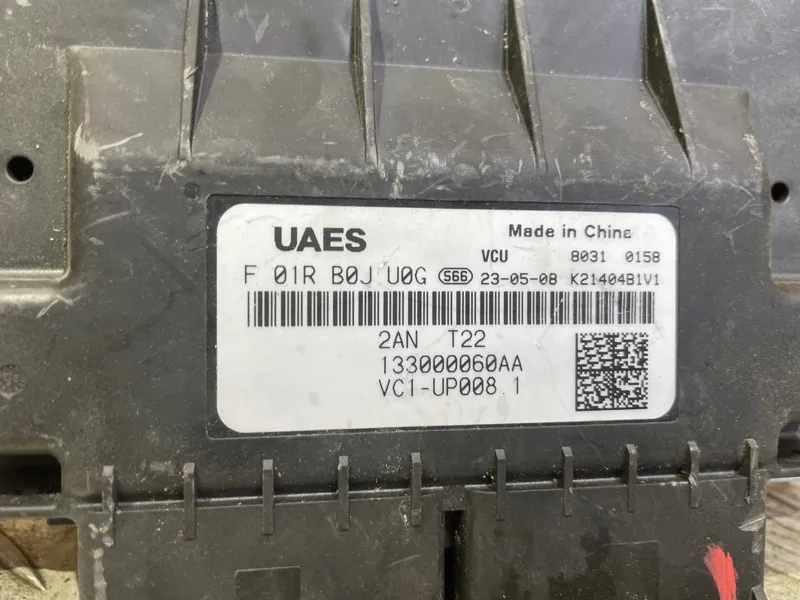 UAES Made in China
VCU 8031 0158
F 01R B0J U0G 566 23-05-08 K21404B1V1
2AN T22
133000060AA
VC1-UP008.1